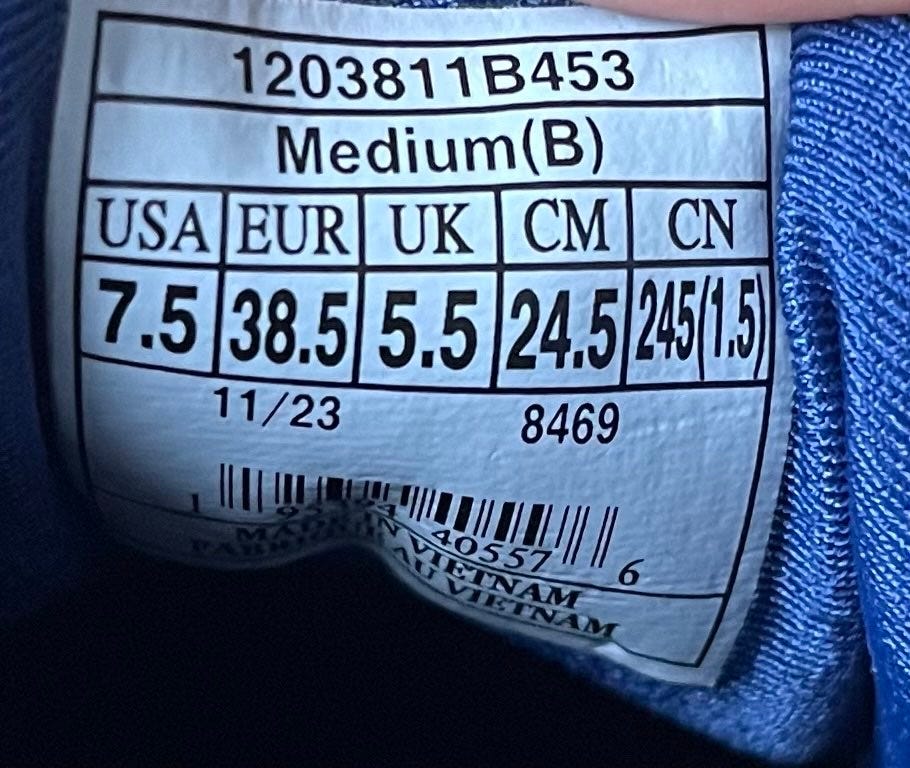 1203811B453
Medium(B)
USA EUR UK CM CN
7.5 38.5 5.5 24.5 245(1.5)
11/23 8469
1 40557 6
MADE IN VIETNAM
AU VIETNAM